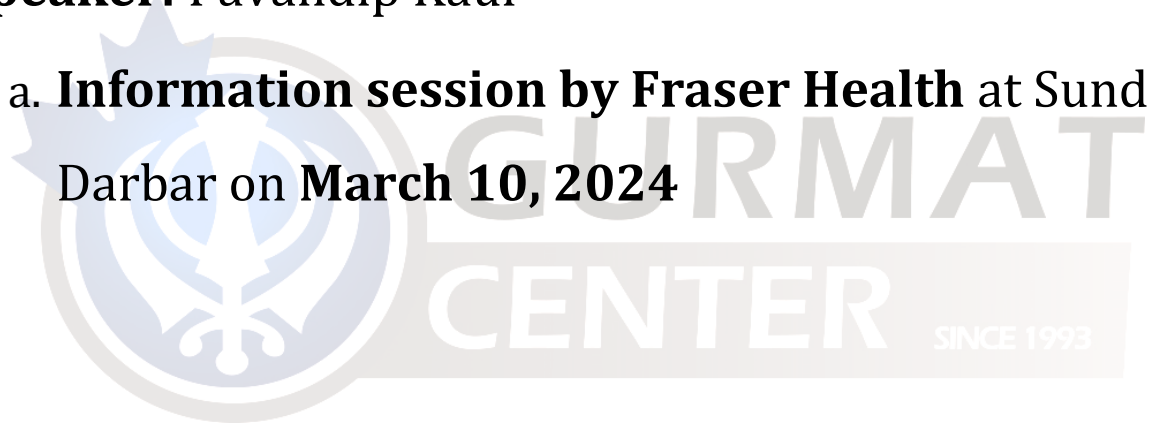 a. Information session by Fraser Health at Sund
Darbar on March 10, 2024
GURMAT
CENTER
SINCE 1993